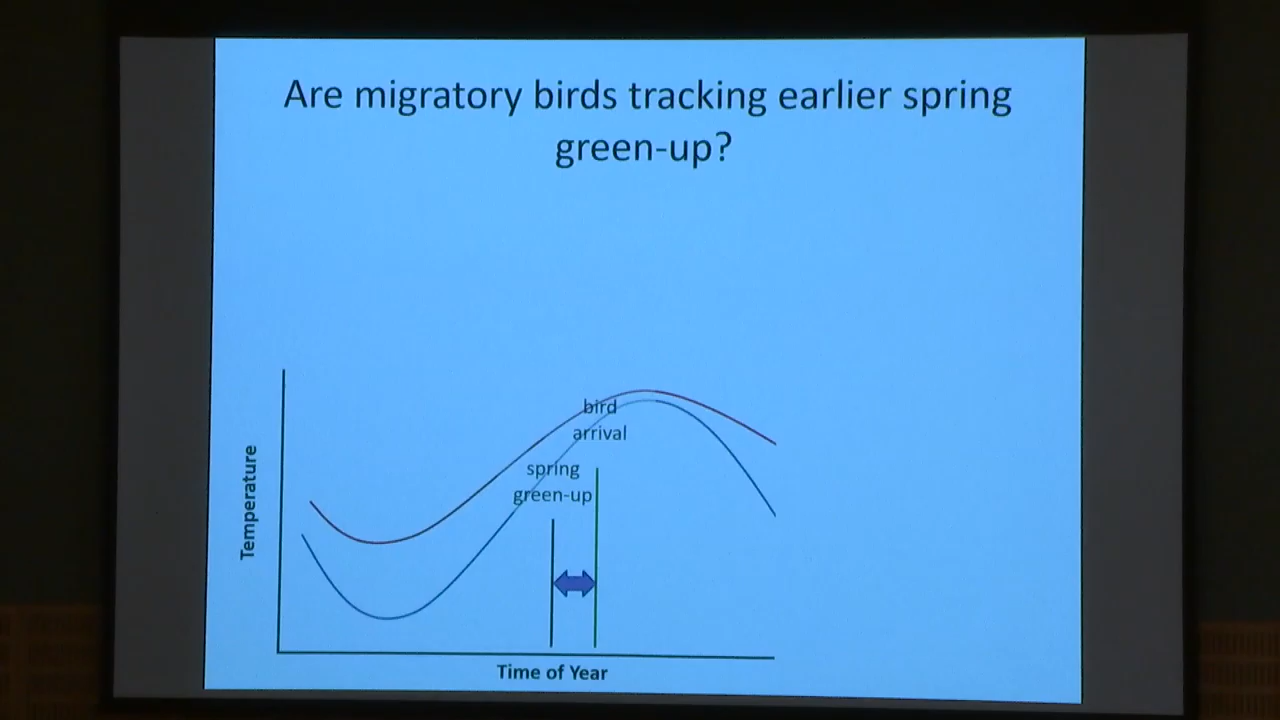 Are migratory birds tracking earlier spring
green-up?
bird
arrival
spring
green-up
Temperature
Time of Year